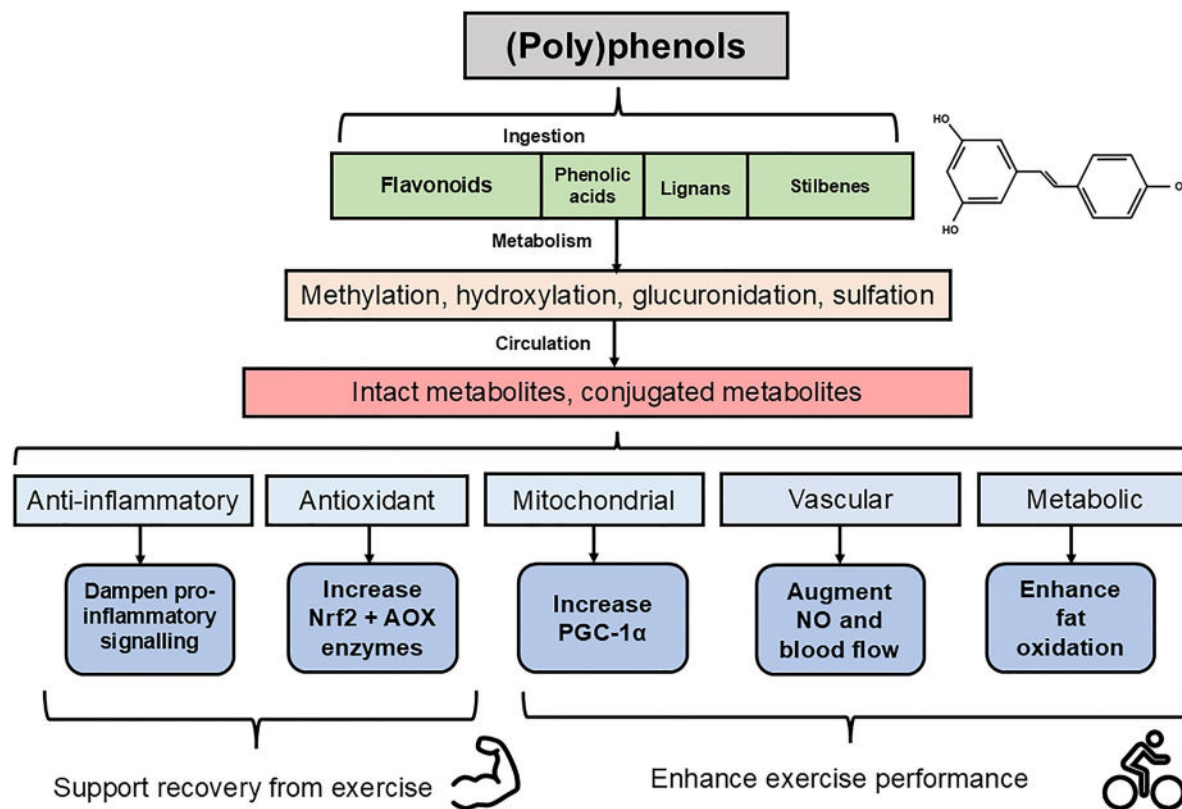 (Poly)phenols
Ingestion
Flavonoids
Phenolic
acids
Lignans
Stilbenes
HO
HO
O
Metabolism
Methylation, hydroxylation, glucuronidation, sulfation
Circulation
Intact metabolites, conjugated metabolites
Anti-inflammatory
Antioxidant
Mitochondrial
Vascular
Metabolic
Dampen pro-
inflammatory
signalling
Increase
Nrf2 + AOX
enzymes
Increase
PGC-1α
Augment
NO and
blood flow
Enhance
fat
oxidation
Support recovery from exercise
Enhance exercise performance